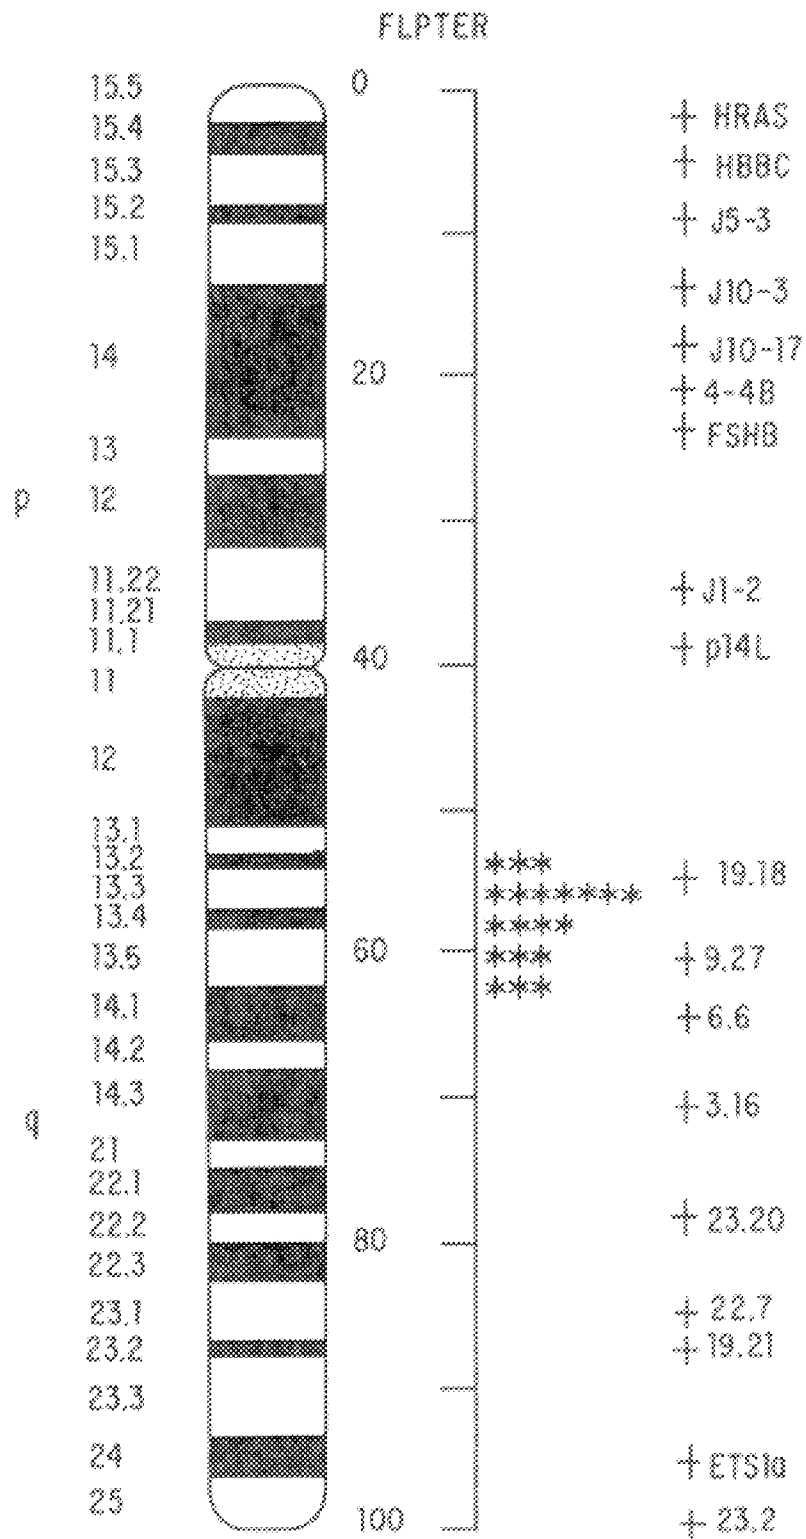 FLPTER
15.5 0
15.4 HRAS
15.3 HBBC
15.2 J5-3
15.1
J10-3
14 20 J10-17
4-4B
13 FSHB
p 12
11.22 J1-2
11.21
11.1 40 p14L
11
12
13.1
13.2 *** 19.18
13.3 *******
13.4 ****
13.5 60 *** 9.27
14.1 *** 6.6
14.2
14.3 3.16
q
21
22.1
22.2 80 23.20
22.3
23.1 22.7
23.2 19.21
23.3
24 ETS1a
25 100 23.2